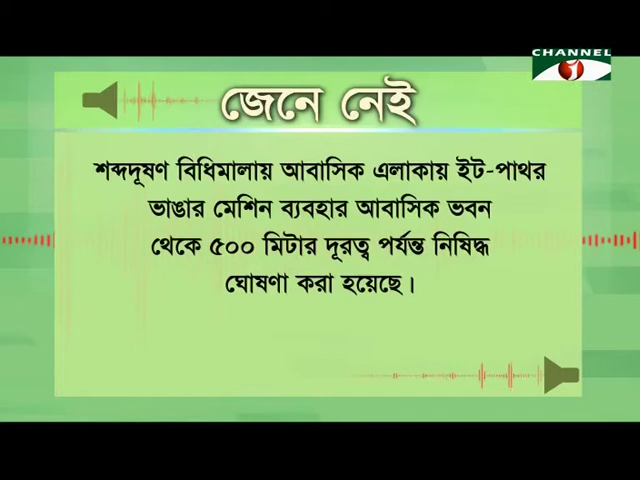 CHANNEL
জেনে নেই
শব্দদূষণ বিধিমালায় আবাসিক এলাকায় ইট-পাথর
ভাঙার মেশিন ব্যবহার আবাসিক ভবন
থেকে ৫০০ মিটার দূরত্ব পর্যন্ত নিষিদ্ধ
ঘোষণা করা হয়েছে।